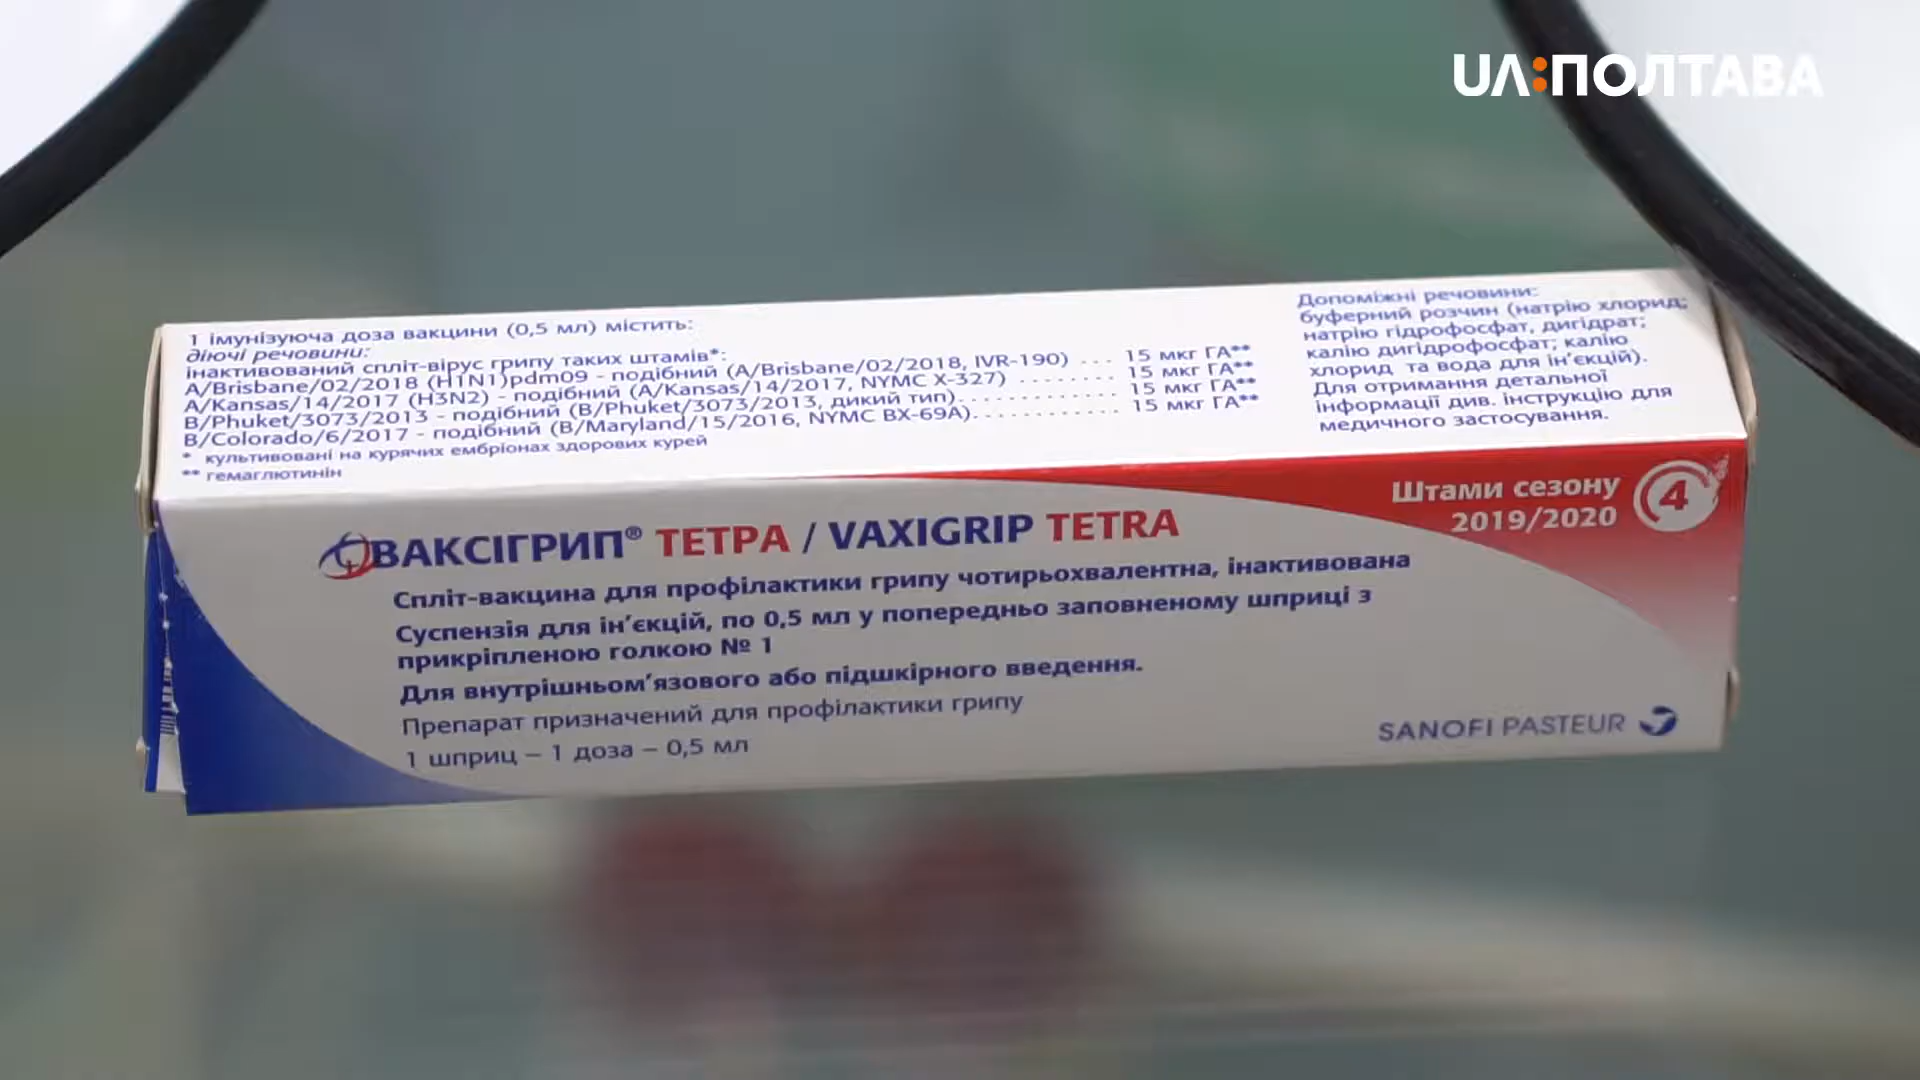 UA:ПОЛТАВА
1 імунізуюча доза вакцини (0,5 мл) містить:
діючі речовини:
інактивований спліт-вірус грипу таких штамів*:
A/Brisbane/02/2018 (H1N1)pdm09 - подібний (A/Brisbane/02/2018, IVR-190) ... 15 мкг ГА**
A/Kansas/14/2017 (H3N2) - подібний (A/Kansas/14/2017, NYMC X-327) ........ 15 мкг ГА**
B/Phuket/3073/2013 - подібний (B/Phuket/3073/2013, дикий тип)............. 15 мкг ГА**
B/Colorado/6/2017 - подібний (B/Maryland/15/2016, NYMC BX-69A)............ 15 мкг ГА**
* культивовані на курячих ембріонах здорових курей
** гемаглютинін
Допоміжні речовини:
буферний розчин (натрію хлорид;
натрію гідрофосфат, дигідрат;
калію дигідрофосфат; калію
хлорид та вода для ін'єкцій).
Для отримання детальної
інформації див. інструкцію для
медичного застосування.
Штами сезону
2019/2020
4
ВАКСІГРИП® ТЕТРА / VAXIGRIP TETRA
Спліт-вакцина для профілактики грипу чотирьохвалентна, інактивована
Суспензія для ін'єкцій, по 0,5 мл у попередньо заповненому шприці з
прикріпленою голкою № 1
Для внутрішньом'язового або підшкірного введення.
Препарат призначений для профілактики грипу
1 шприц – 1 доза – 0,5 мл
SANOFI PASTEUR